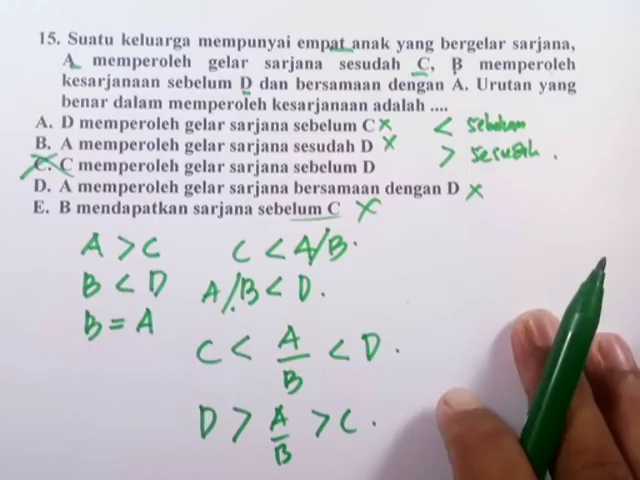 15. Suatu keluarga mempunyai empat anak yang bergelar sarjana,
A memperoleh gelar sarjana sesudah C, B memperoleh
kesarjanaan sebelum D dan bersamaan dengan A. Urutan yang
benar dalam memperoleh kesarjanaan adalah ....
A. D memperoleh gelar sarjana sebelum C ×
B. A memperoleh gelar sarjana sesudah D ×
C. C memperoleh gelar sarjana sebelum D
D. A memperoleh gelar sarjana bersamaan dengan D ×
E. B mendapatkan sarjana sebelum C ×
< sebelum
> sesudah .
A > C
B < D
B = A
C < A/B.
A/B < D.
C < A/B < D.
D > A/B > C.